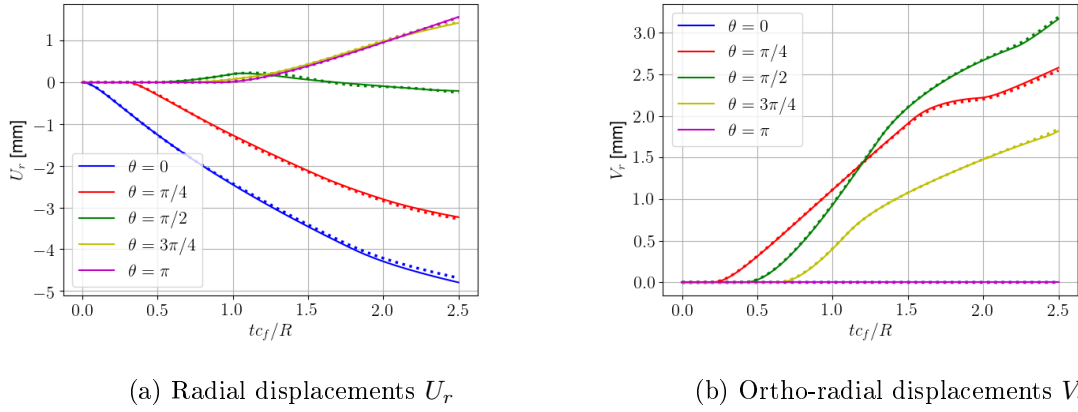 1
0
−1
−2
−3
−4
−5
U_r [mm]
θ = 0
θ = π/4
θ = π/2
θ = 3π/4
θ = π
0.0 0.5 1.0 1.5 2.0 2.5
tc_f/R
(a) Radial displacements U_r
3.0
2.5
2.0
1.5
1.0
0.5
0.0
V_r [mm]
θ = 0
θ = π/4
θ = π/2
θ = 3π/4
θ = π
0.0 0.5 1.0 1.5 2.0 2.5
tc_f/R
(b) Ortho-radial displacements V